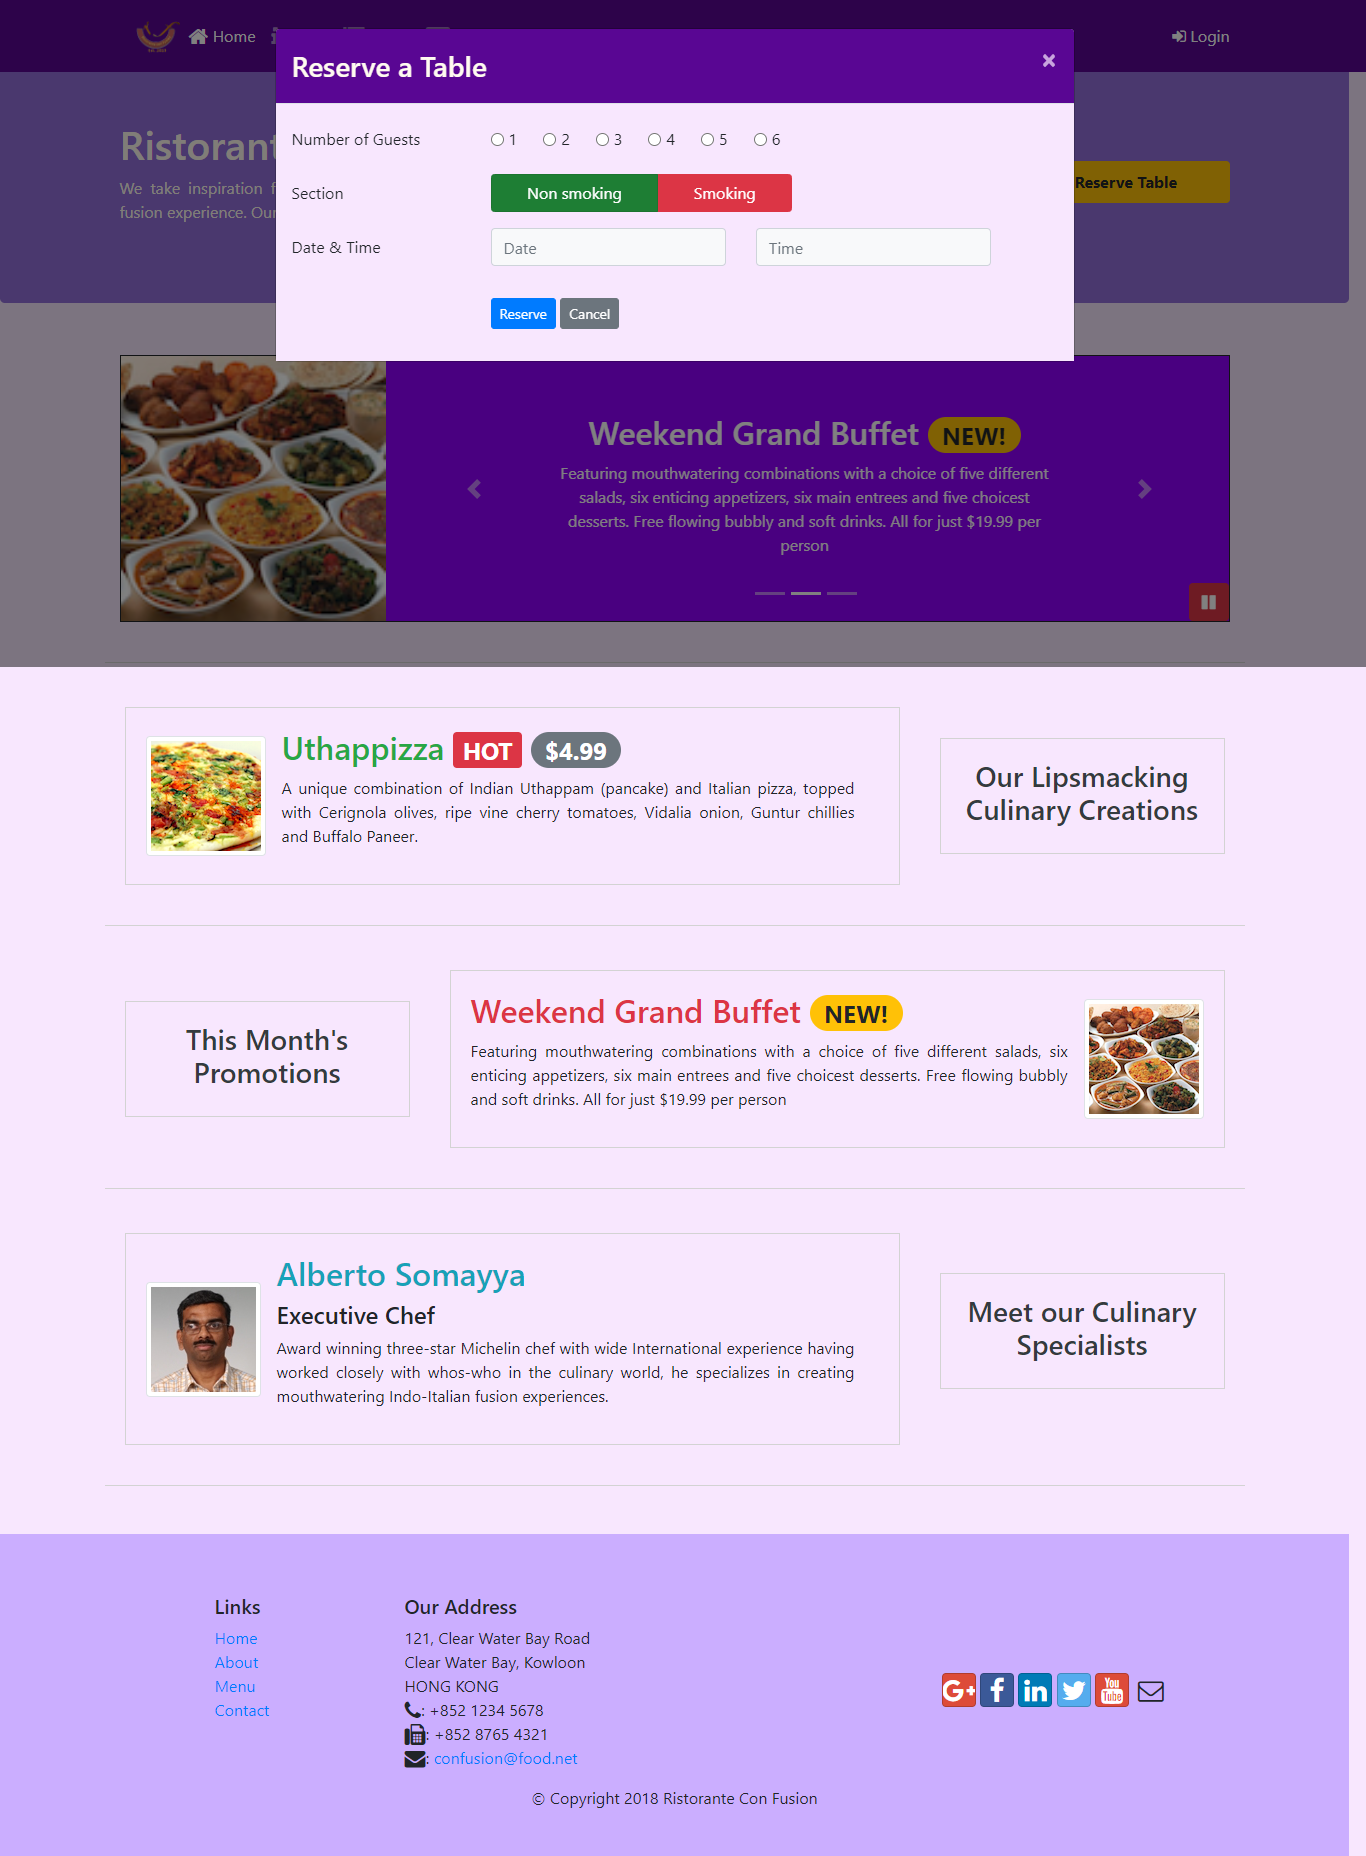 Home
Login
Reserve a Table
×
Number of Guests
1 2 3 4 5 6
Section
Non smoking Smoking
Date & Time
Date Time
Reserve Cancel
Ristorant
We take inspiration f
fusion experience. Our
Reserve Table
Weekend Grand Buffet NEW!
Featuring mouthwatering combinations with a choice of five different
salads, six enticing appetizers, six main entrees and five choicest
desserts. Free flowing bubbly and soft drinks. All for just $19.99 per
person
Uthappizza HOT $4.99
A unique combination of Indian Uthappam (pancake) and Italian pizza, topped
with Cerignola olives, ripe vine cherry tomatoes, Vidalia onion, Guntur chillies
and Buffalo Paneer.
Our Lipsmacking
Culinary Creations
This Month's
Promotions
Weekend Grand Buffet NEW!
Featuring mouthwatering combinations with a choice of five different salads, six
enticing appetizers, six main entrees and five choicest desserts. Free flowing bubbly
and soft drinks. All for just $19.99 per person
Alberto Somayya
Executive Chef
Award winning three-star Michelin chef with wide International experience having
worked closely with whos-who in the culinary world, he specializes in creating
mouthwatering Indo-Italian fusion experiences.
Meet our Culinary
Specialists
Links
Home
About
Menu
Contact
Our Address
121, Clear Water Bay Road
Clear Water Bay, Kowloon
HONG KONG
: +852 1234 5678
: +852 8765 4321
: confusion@food.net
G+ f in You Tube
© Copyright 2018 Ristorante Con Fusion